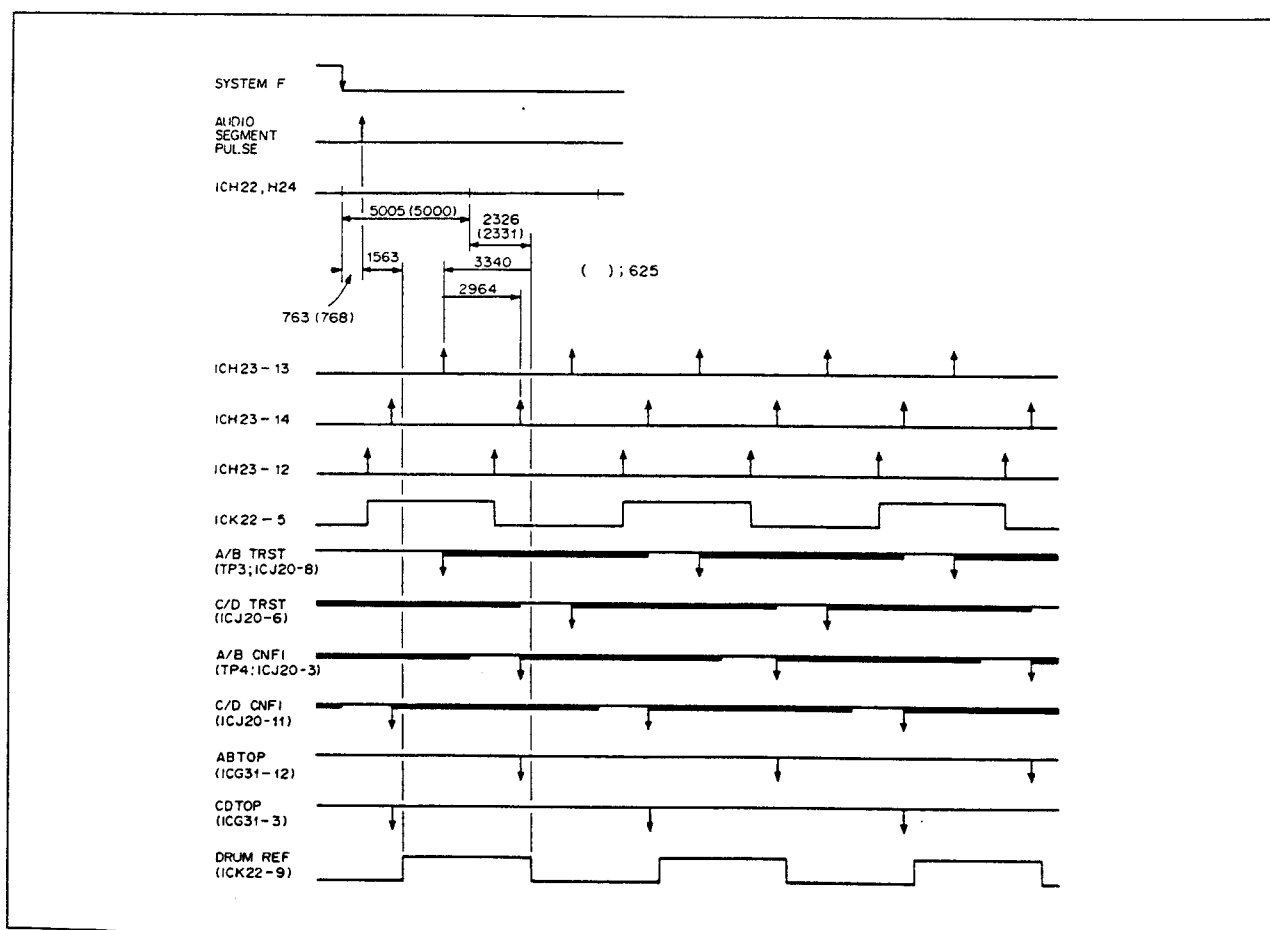 SYSTEM F
AUDIO
SEGMENT
PULSE
ICH22, H24
5005 (5000)
2326
(2331)
1563
3340
( ) ; 625
2964
763 (768)
ICH23-13
ICH23-14
ICH23-12
ICK22-5
A/B TRST
(TP3; ICJ20-8)
C/D TRST
(ICJ20-6)
A/B CNFI
(TP4; ICJ20-3)
C/D CNFI
(ICJ20-11)
ABTOP
(ICG31-12)
CDTOP
(ICG31-3)
DRUM REF
(ICK22-9)